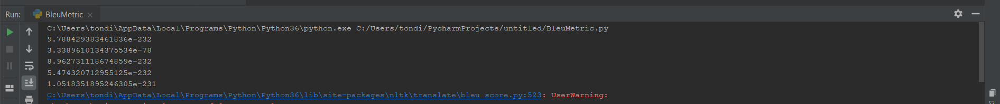 Run: BleuMetric
C:\Users\tondi\AppData\Local\Programs\Python\Python36\python.exe C:/Users/tondi/PycharmProjects/untitled/BleuMetric.py
9.788429383461836e-232
3.3389610134375534e-78
8.962731118674859e-232
5.474320712955125e-232
1.0518351895246305e-231
C:\Users\tondi\AppData\Local\Programs\Python\Python36\lib\site-packages\nltk\translate\bleu_score.py:523: UserWarning: